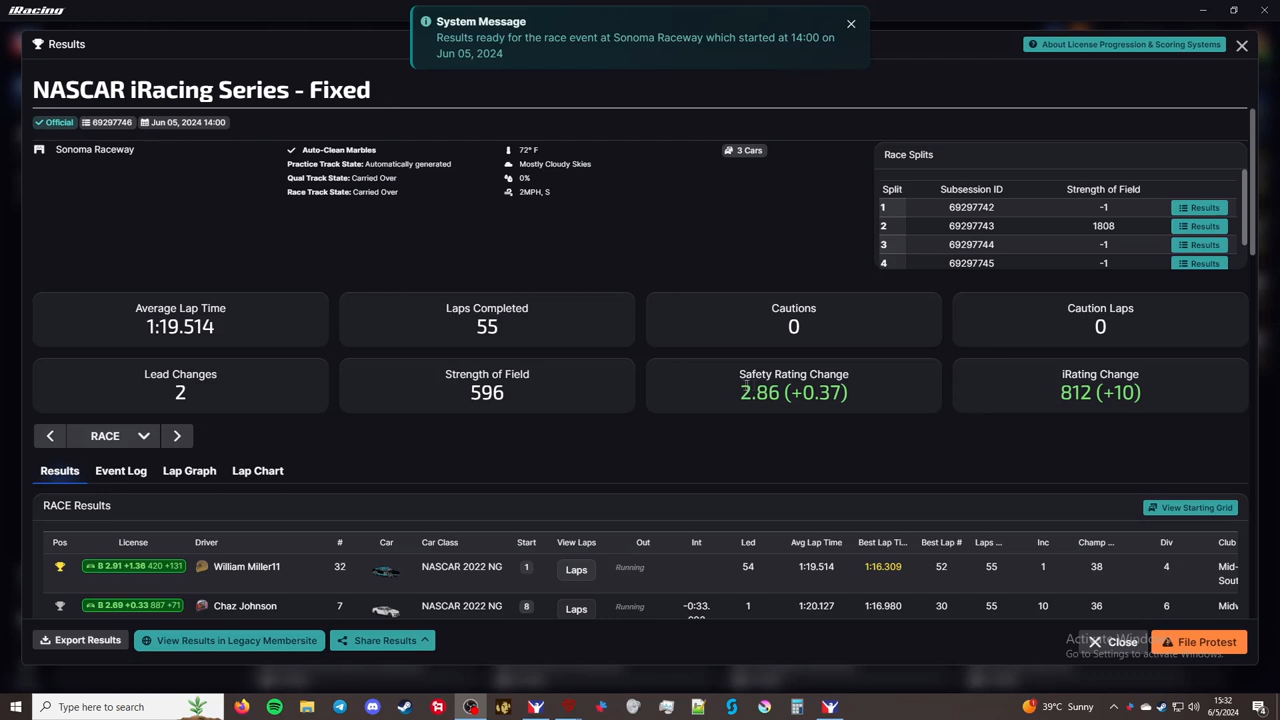 iRacing
System Message
Results ready for the race event at Sonoma Raceway which started at 14:00 on
Jun 05, 2024
Results
About License Progression & Scoring Systems
NASCAR iRacing Series - Fixed
Official 69297746 Jun 05, 2024 14:00
Sonoma Raceway
Auto-Clean Marbles
Practice Track State: Automatically generated
Qual Track State: Carried Over
Race Track State: Carried Over
72° F
Mostly Cloudy Skies
0%
2MPH, S
3 Cars
Race Splits
Split Subsession ID Strength of Field
1 69297742 -1 Results
2 69297743 1808 Results
3 69297744 -1 Results
4 69297745 -1 Results
Average Lap Time
1:19.514
Laps Completed
55
Cautions
0
Caution Laps
0
Lead Changes
2
Strength of Field
596
Safety Rating Change
2.86 (+0.37)
iRating Change
812 (+10)
RACE
Results Event Log Lap Graph Lap Chart
RACE Results
View Starting Grid
Pos License Driver # Car Car Class Start View Laps Out Int Led Avg Lap Time Best Lap Ti... Best Lap # Laps ... Inc Champ ... Div Club
B 2.91 +1.36 420 +131 William Miller11 32 NASCAR 2022 NG 1 Laps Running 54 1:19.514 1:16.309 52 55 1 38 4 Mid-
B 2.69 +0.33 887 +71 Chaz Johnson 7 NASCAR 2022 NG 8 Laps Running -0:33. 1 1:20.127 1:16.980 30 55 10 36 6
Export Results
View Results in Legacy Membersite
Share Results
Close
File Protest
Go to Settings to activate Windows.
Type here to search
39°C Sunny
15:32
6/5/2024